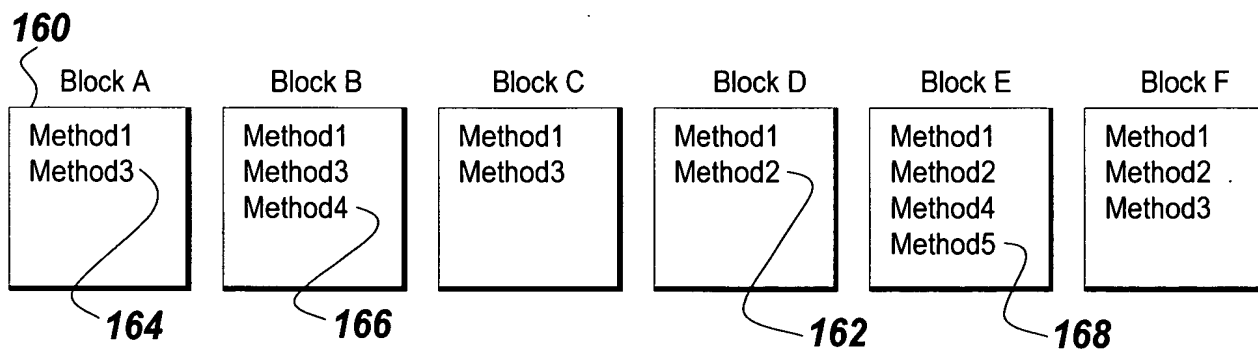 160
Block A
Method1
Method3
164
Block B
Method1
Method3
Method4
166
Block C
Method1
Method3
Block D
Method1
Method2
162
Block E
Method1
Method2
Method4
Method5
168
Block F
Method1
Method2
Method3